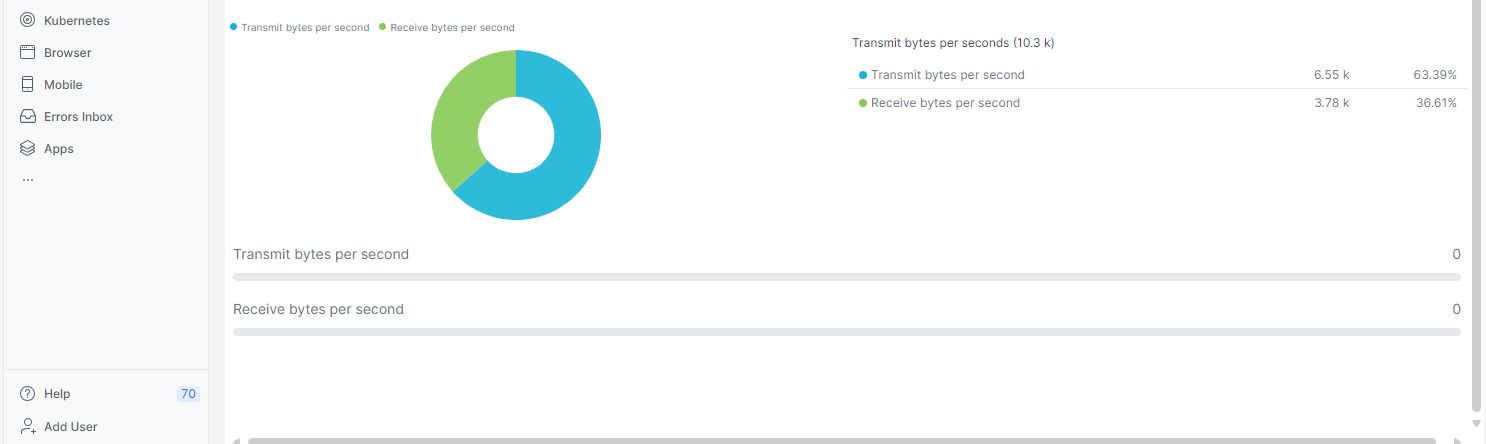 Kubernetes
Browser
Mobile
Errors Inbox
Apps
...
Help 70
Add User
Transmit bytes per second Receive bytes per second
Transmit bytes per seconds (10.3 k)
Transmit bytes per second 6.55 k 63.39%
Receive bytes per second 3.78 k 36.61%
Transmit bytes per second 0
Receive bytes per second 0